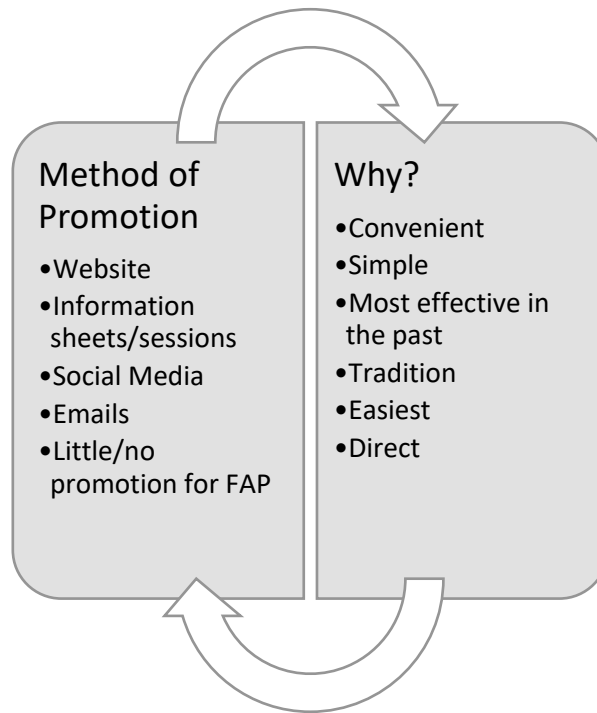 Method of
Promotion
•Website
•Information
sheets/sessions
•Social Media
•Emails
•Little/no
promotion for FAP
Why?
•Convenient
•Simple
•Most effective in
the past
•Tradition
•Easiest
•Direct